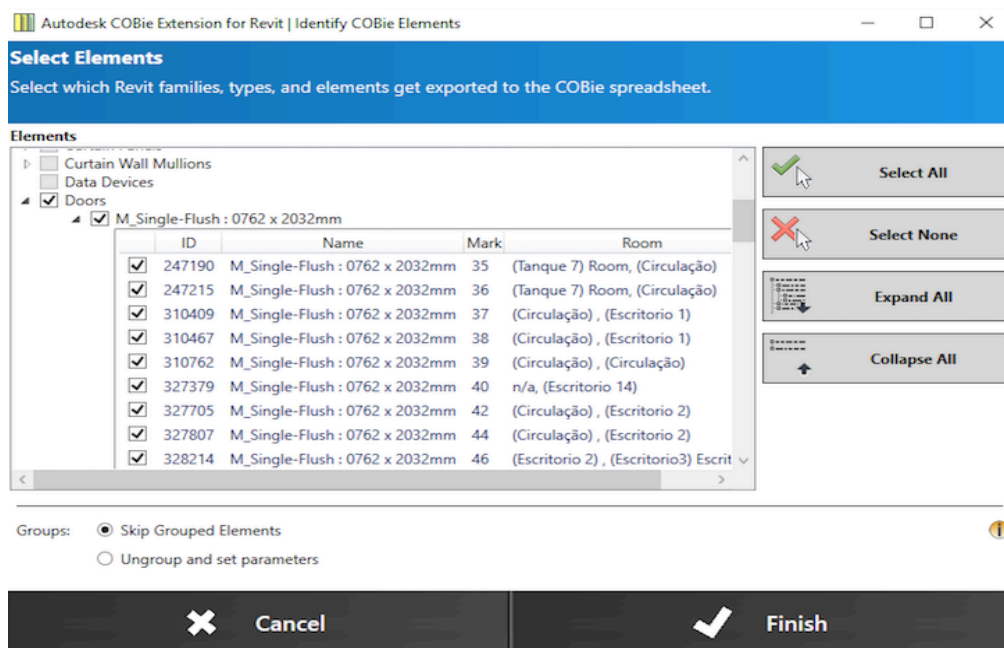 Autodesk COBie Extension for Revit | Identify COBie Elements
Select Elements
Select which Revit families, types, and elements get exported to the COBie spreadsheet.
Elements
Curtain Wall Mullions
Data Devices
Doors
M_Single-Flush : 0762 x 2032mm
ID Name Mark Room
247190 M_Single-Flush : 0762 x 2032mm 35 (Tanque 7) Room, (Circulação)
247215 M_Single-Flush : 0762 x 2032mm 36 (Tanque 7) Room, (Circulação)
310409 M_Single-Flush : 0762 x 2032mm 37 (Circulação) , (Escritorio 1)
310467 M_Single-Flush : 0762 x 2032mm 38 (Circulação) , (Escritorio 1)
310762 M_Single-Flush : 0762 x 2032mm 39 (Circulação) , (Circulação)
327379 M_Single-Flush : 0762 x 2032mm 40 n/a, (Escritorio 14)
327705 M_Single-Flush : 0762 x 2032mm 42 (Circulação) , (Escritorio 2)
327807 M_Single-Flush : 0762 x 2032mm 44 (Circulação) , (Escritorio 2)
328214 M_Single-Flush : 0762 x 2032mm 46 (Escritorio 2) , (Escritorio3) Escrit
Select All
Select None
Expand All
Collapse All
Groups: Skip Grouped Elements
Ungroup and set parameters
Cancel Finish